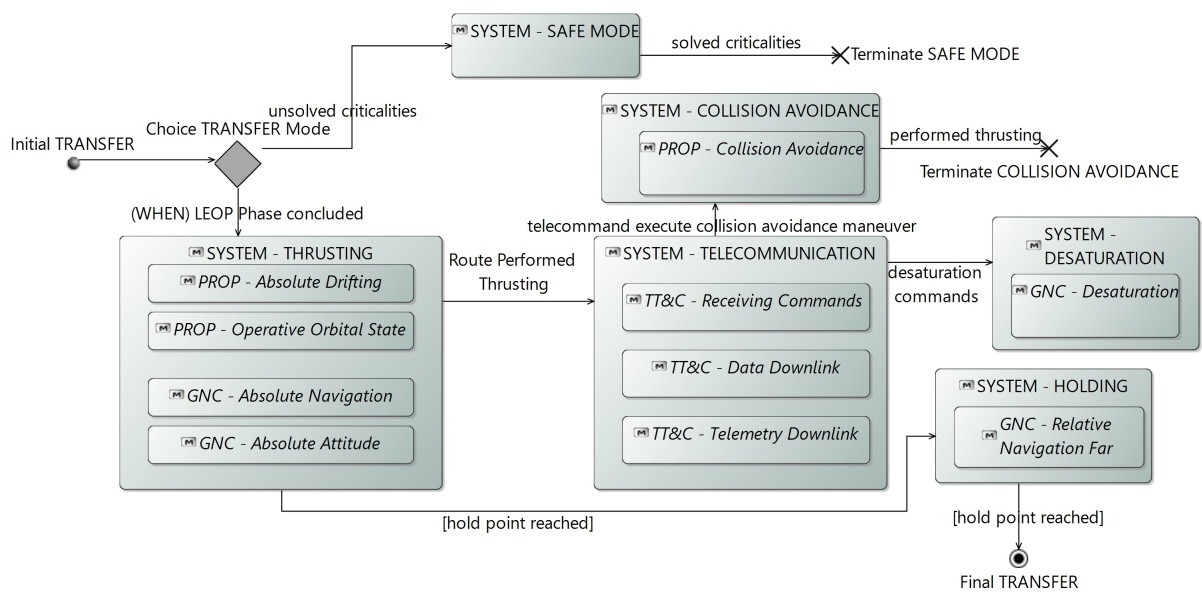 SYSTEM - SAFE MODE
solved criticalities
Terminate SAFE MODE
unsolved criticalities
Choice TRANSFER Mode
Initial TRANSFER
SYSTEM - COLLISION AVOIDANCE
PROP - Collision Avoidance
performed thrusting
Terminate COLLISION AVOIDANCE
(WHEN) LEOP Phase concluded
telecommand execute collision avoidance maneuver
SYSTEM - THRUSTING
PROP - Absolute Drifting
PROP - Operative Orbital State
GNC - Absolute Navigation
GNC - Absolute Attitude
Route Performed
Thrusting
SYSTEM - TELECOMMUNICATION
TT&C - Receiving Commands
TT&C - Data Downlink
TT&C - Telemetry Downlink
desaturation
commands
SYSTEM -
DESATURATION
GNC - Desaturation
SYSTEM - HOLDING
GNC - Relative
Navigation Far
[hold point reached]
[hold point reached]
Final TRANSFER